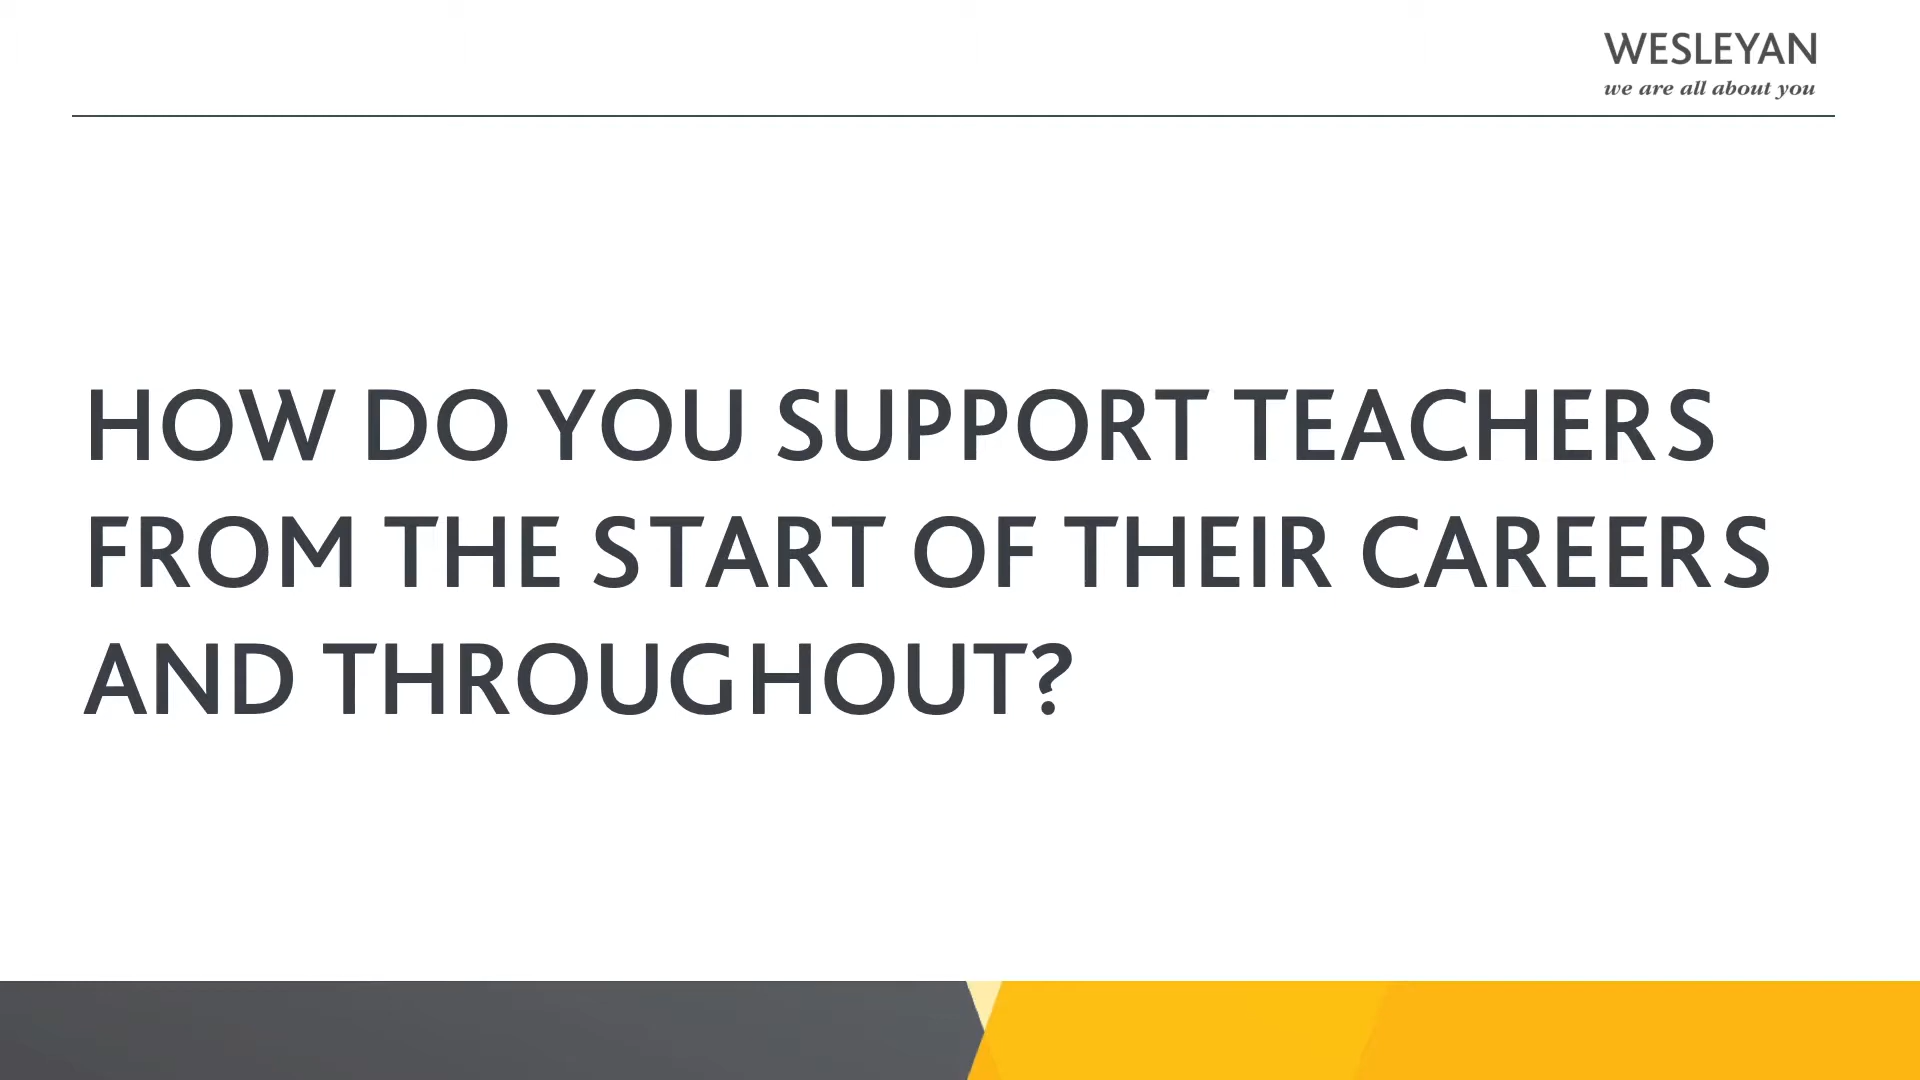 WESLEYAN
we are all about you
HOW DO YOU SUPPORT TEACHERS
FROM THE START OF THEIR CAREERS
AND THROUGHOUT?